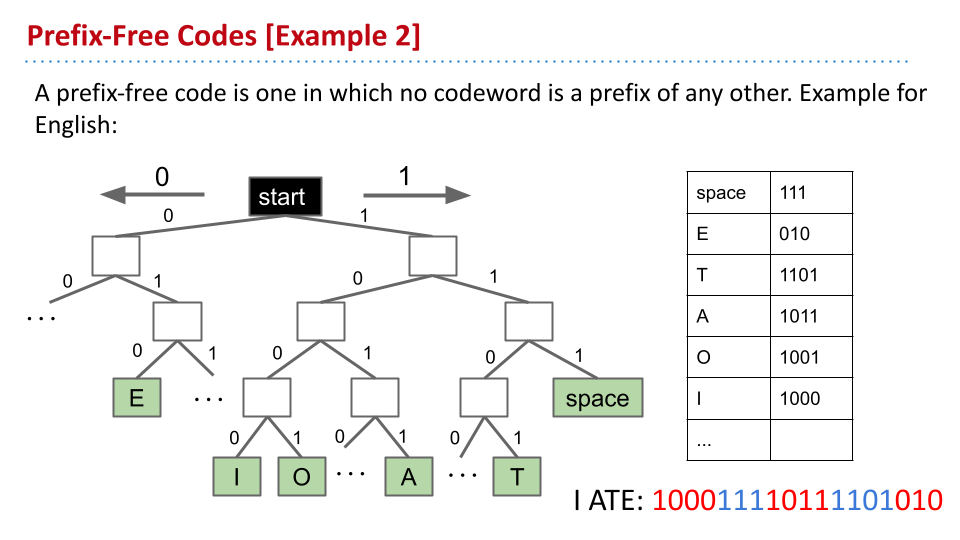 Prefix-Free Codes [Example 2]
A prefix-free code is one in which no codeword is a prefix of any other. Example for
English:
0 start 1
0 1
0 1 0 1
...
0 1 0 1 0 1
E ... space
0 1 0 1 0 1
I O ... A ... T
space 111
E 010
T 1101
A 1011
O 1001
I 1000
...
I ATE: 100011110111101010